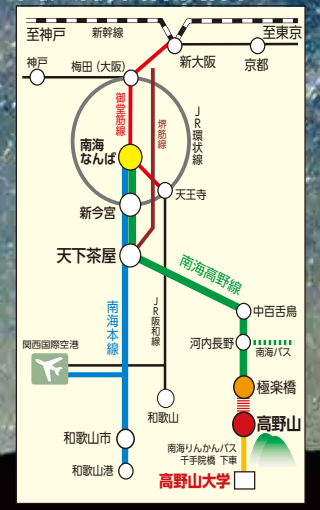 至神戸
新幹線
至東京
神戸
梅田（大阪）
新大阪
京都
御堂筋線
堺筋線
JR環状線
南海
なんば
天王寺
新今宮
天下茶屋
南海高野線
南海本線
JR阪和線
中百舌鳥
河内長野
南海バス
関西国際空港
極楽橋
和歌山
高野山
和歌山市
南海りんかんバス
千手院橋 下車
和歌山港
高野山大学